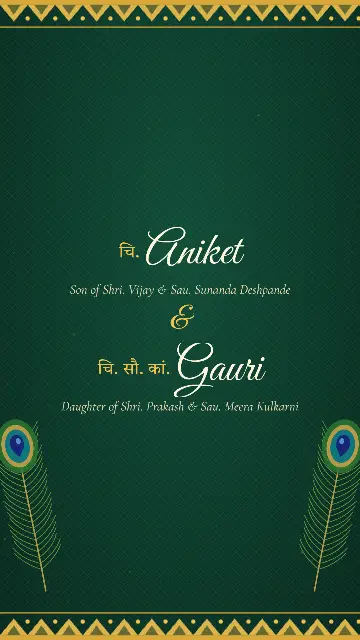 चि. Aniket
Son of Shri. Vijay & Sau. Sunanda Deshpande
&
चि. सौ. कां. Gauri
Daughter of Shri. Prakash & Sau. Meera Kulkarni